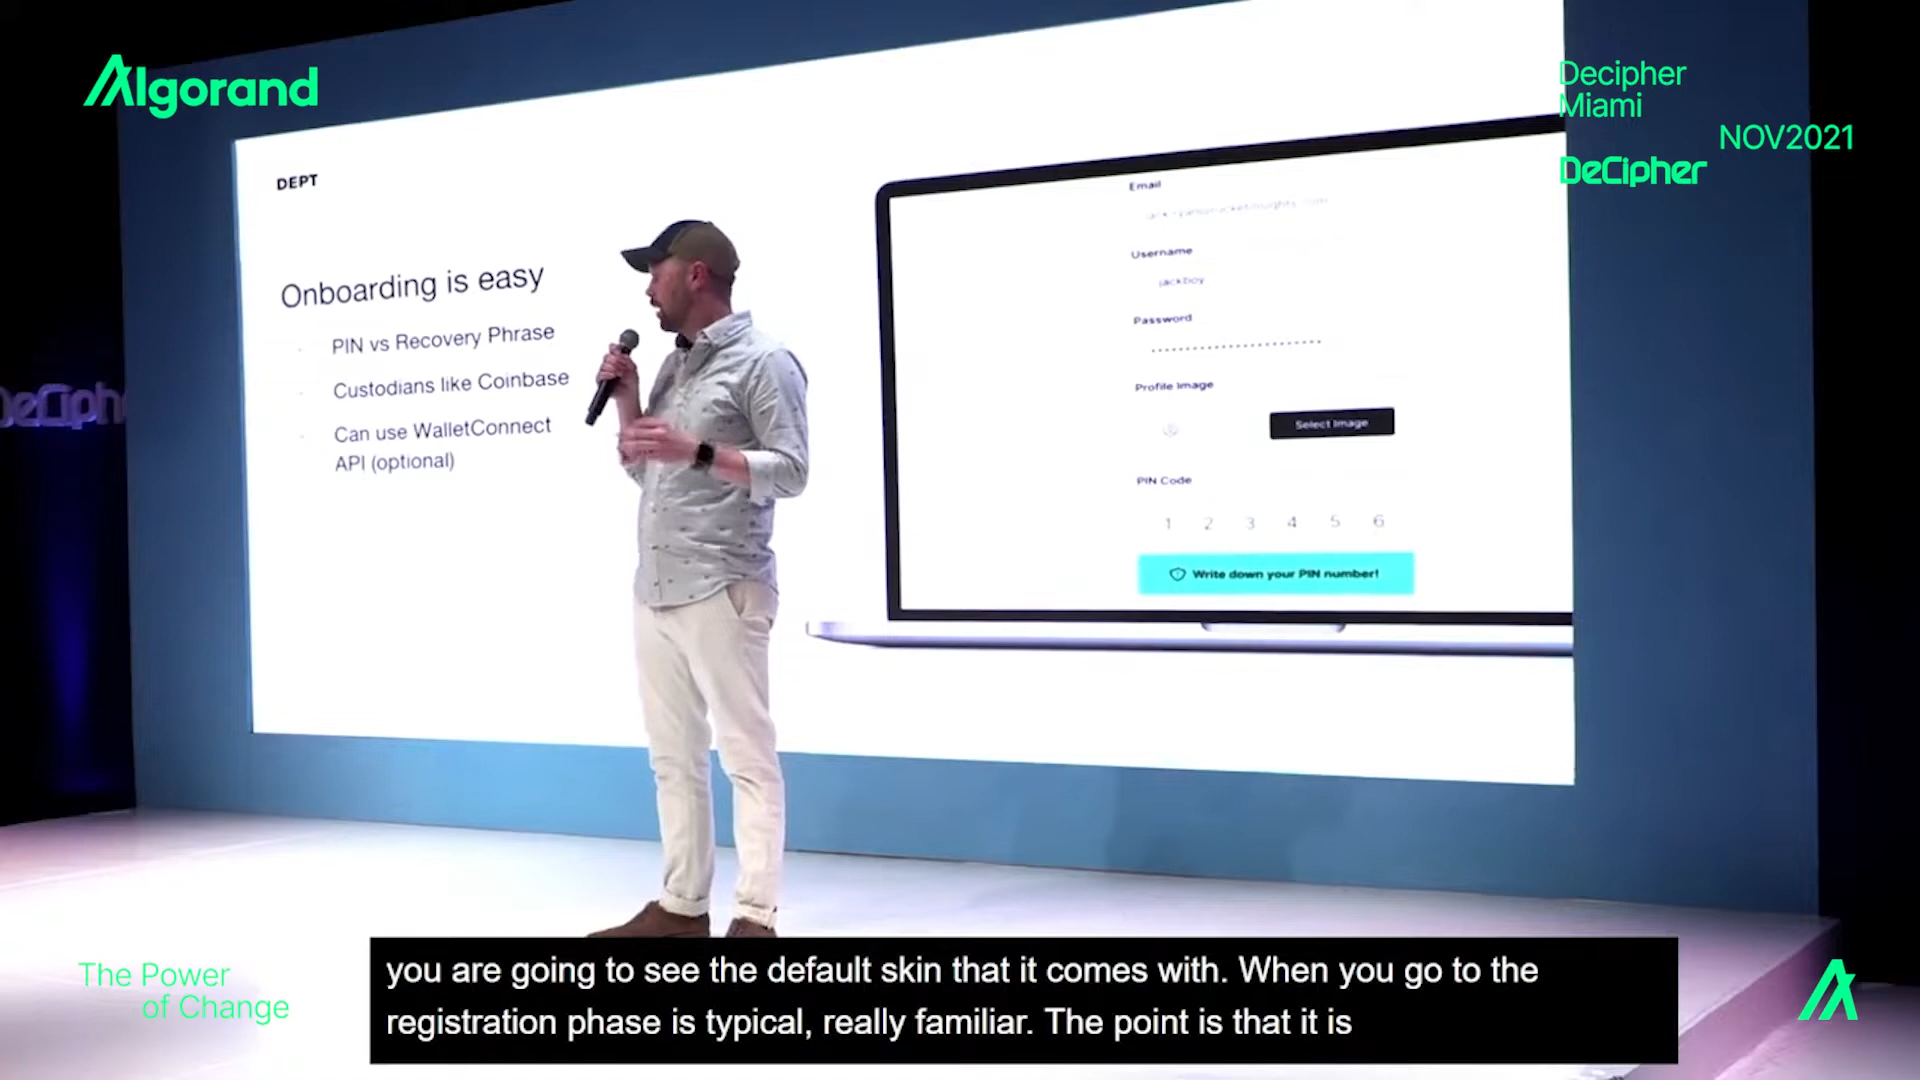 Algorand
Decipher
Miami
NOV2021
DeCipher
DEPT
Onboarding is easy
PIN vs Recovery Phrase
Custodians like Coinbase
Can use WalletConnect
API (optional)
Email
Username
jackboy
Password
Profile Image
Select Image
PIN Code
1 2 3 4 5 6
Write down your PIN number!
DeCiph
The Power
of Change
you are going to see the default skin that it comes with. When you go to the
registration phase is typical, really familiar. The point is that it is